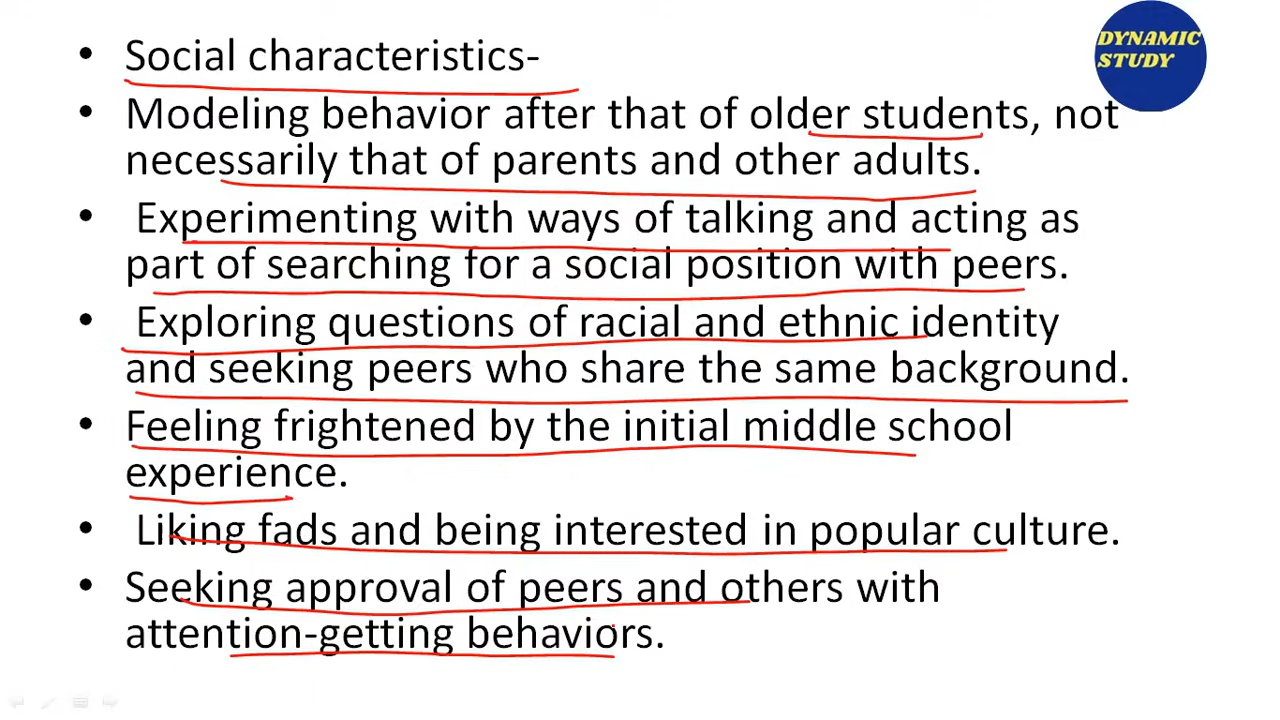 DYNAMIC
STUDY
• Social characteristics-
• Modeling behavior after that of older students, not
necessarily that of parents and other adults.
• Experimenting with ways of talking and acting as
part of searching for a social position with peers.
• Exploring questions of racial and ethnic identity
and seeking peers who share the same background.
• Feeling frightened by the initial middle school
experience.
• Liking fads and being interested in popular culture.
• Seeking approval of peers and others with
attention-getting behaviors.